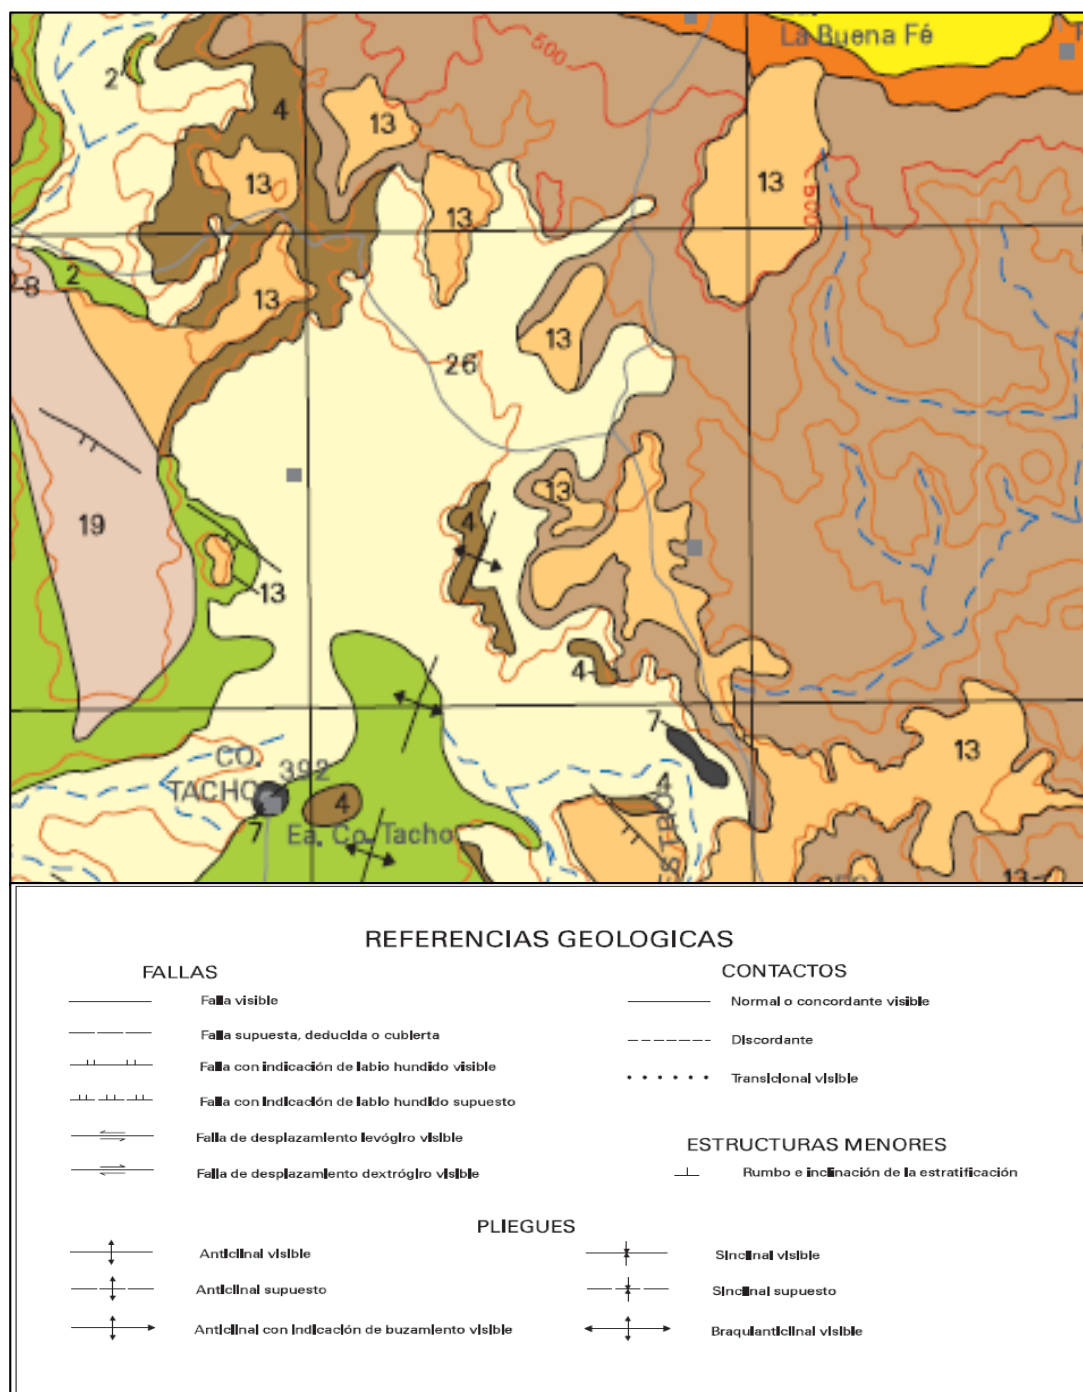 La Buena Fé
500
2
4
13
13
13
13
500
8
2
13
13
26
13
4
19
13
4
7
CO.
TACHO
392
13
4
4
7
Ea. Co. Tacho
ESTRO
13
REFERENCIAS GEOLOGICAS
FALLAS
Falla visible
Falla supuesta, deducida o cubierta
Falla con indicación de labio hundido visible
Falla con indicación de labio hundido supuesto
Falla de desplazamiento levógiro visible
Falla de desplazamiento dextrógiro visible
CONTACTOS
Normal o concordante visible
Discordante
Transicional visible
ESTRUCTURAS MENORES
Rumbo e inclinación de la estratificación
PLIEGUES
Anticlinal visible
Anticlinal supuesto
Anticlinal con indicación de buzamiento visible
Sinclinal visible
Sinclinal supuesto
Braquianticlinal visible